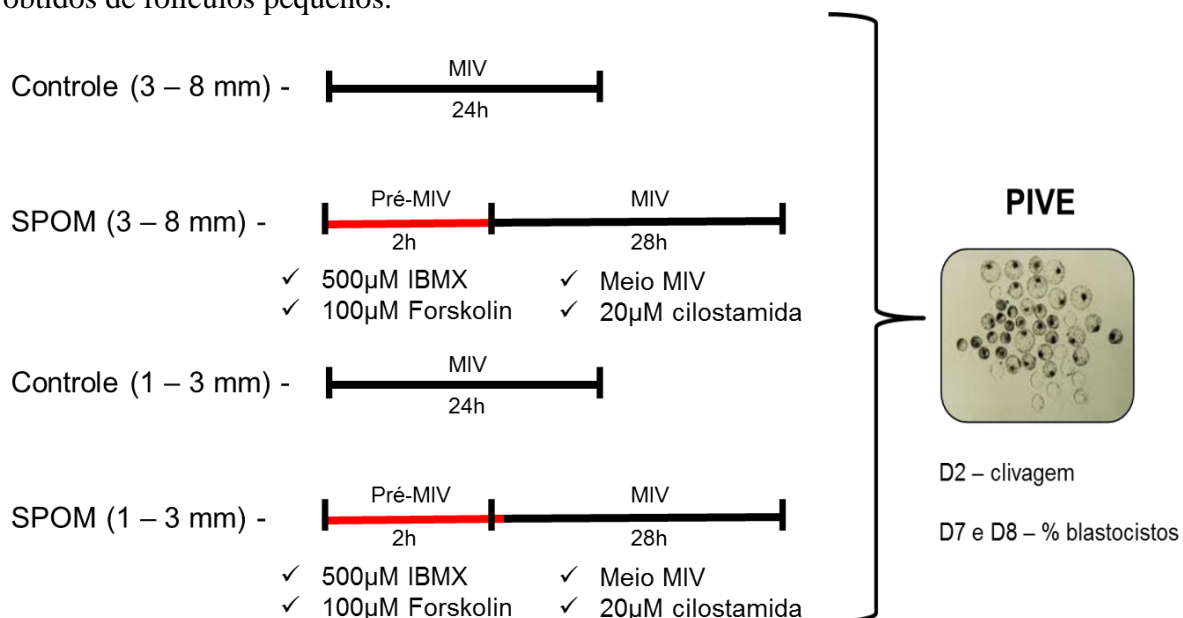 obtidos de folículos pequenos.
Controle (3 – 8 mm) -
MIV
24h
SPOM (3 – 8 mm) -
Pré-MIV
MIV
2h
28h
✓ 500µM IBMX
✓ 100µM Forskolin
✓ Meio MIV
✓ 20µM cilostamida
Controle (1 – 3 mm) -
MIV
24h
SPOM (1 – 3 mm) -
Pré-MIV
MIV
2h
28h
✓ 500µM IBMX
✓ 100µM Forskolin
✓ Meio MIV
✓ 20µM cilostamida
PIVE
D2 – clivagem
D7 e D8 – % blastocistos